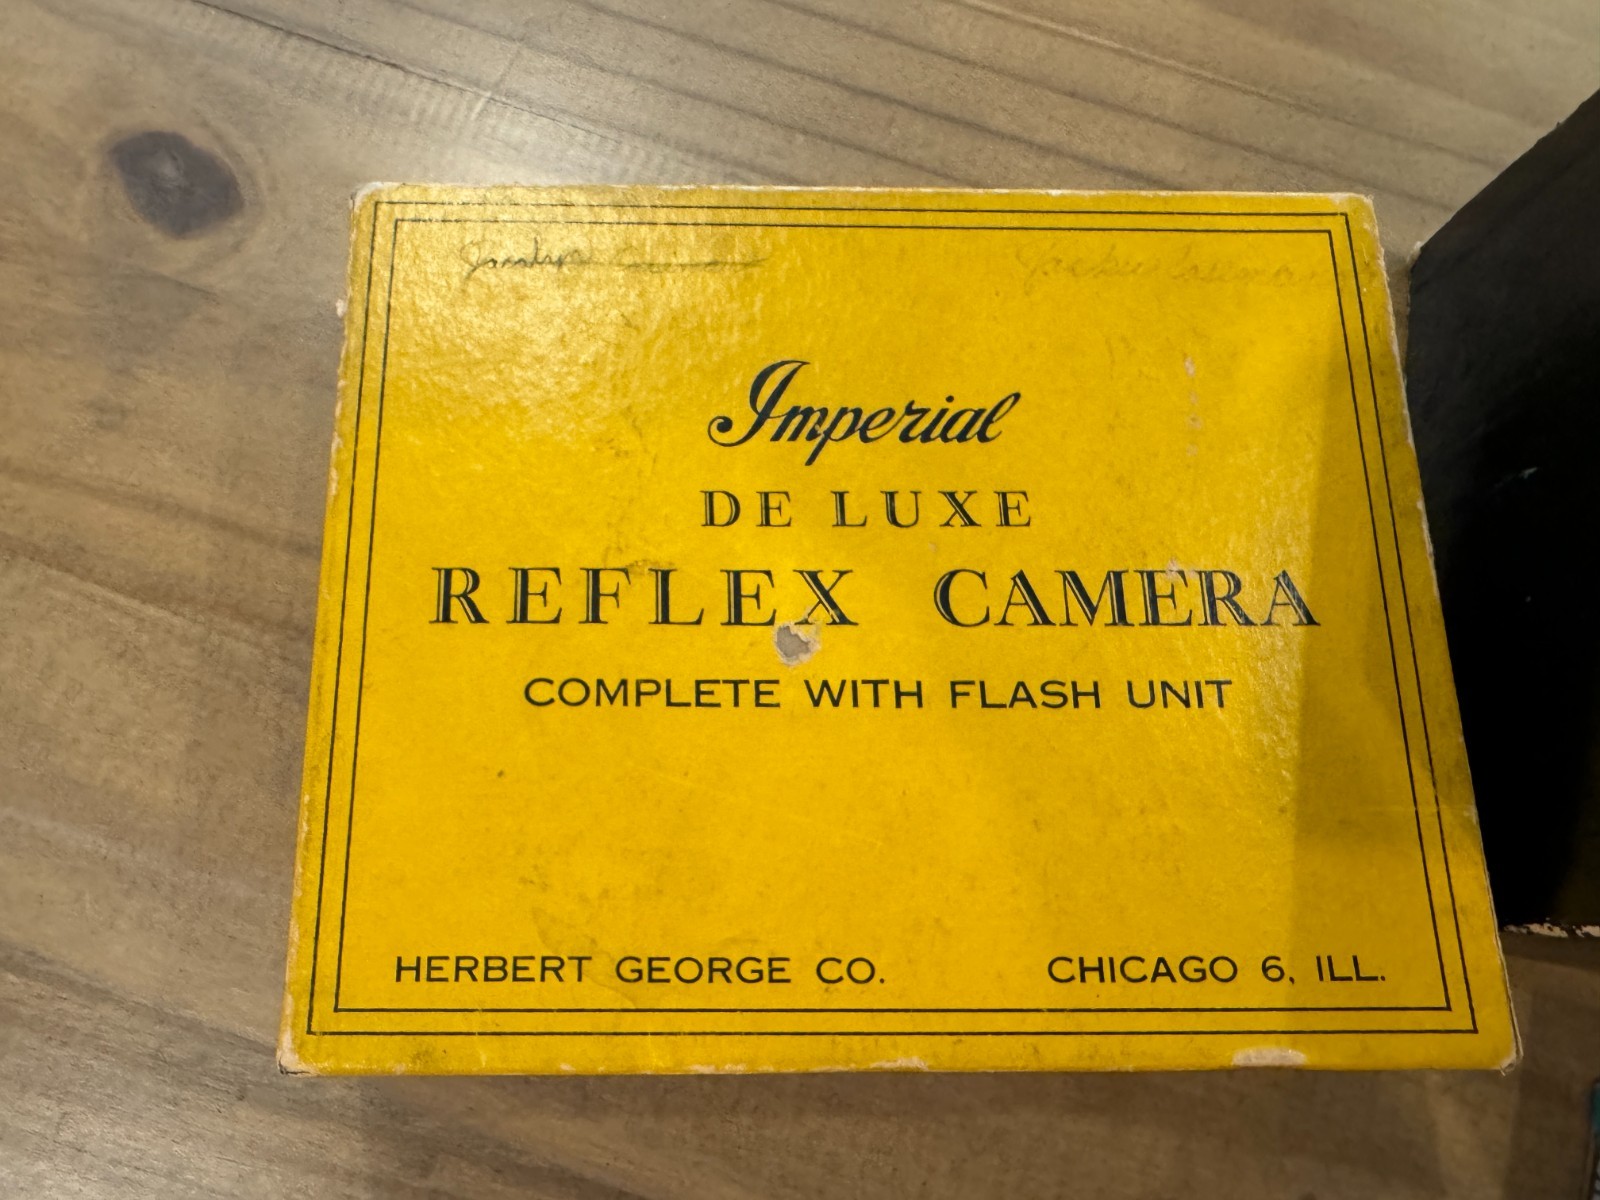 Imperial
DE LUXE
REFLEX CAMERA
COMPLETE WITH FLASH UNIT
HERBERT GEORGE CO. CHICAGO 6, ILL.